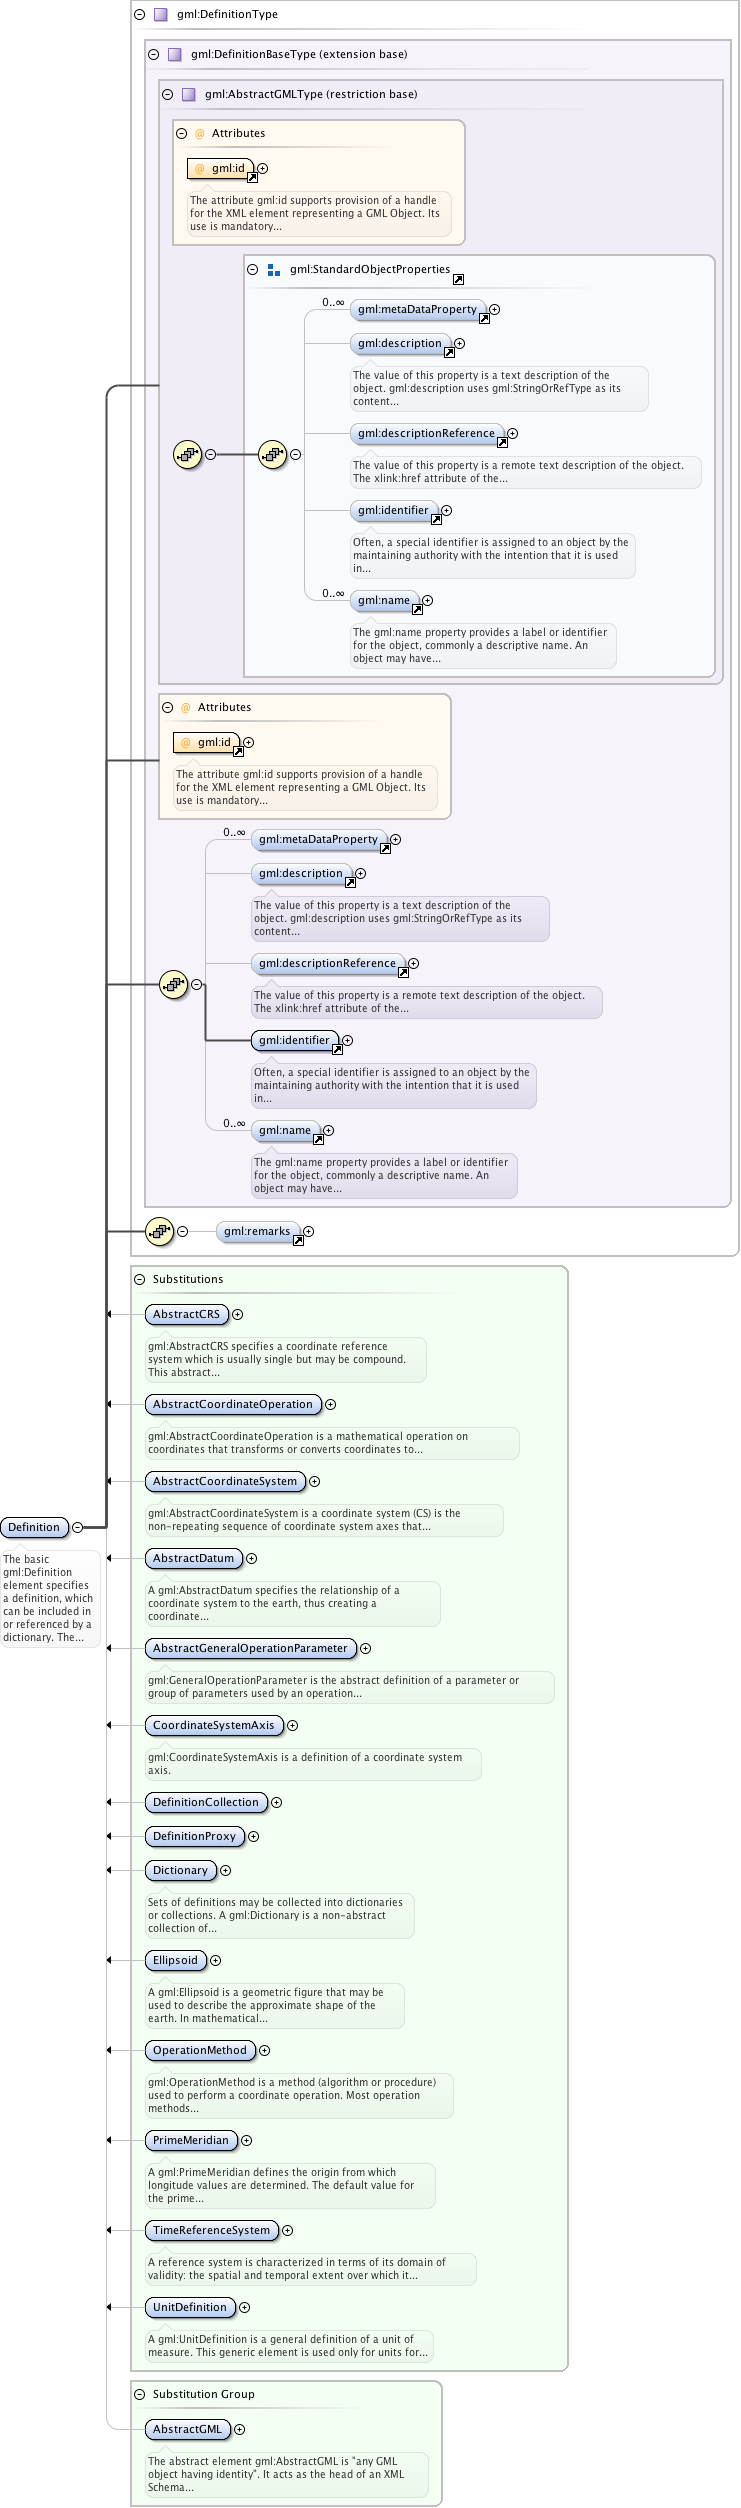 gml:DefinitionType
gml:DefinitionBaseType (extension base)
gml:AbstractGMLType (restriction base)
@ Attributes
@ gml:id
The attribute gml:id supports provision of a handle
for the XML element representing a GML Object. Its
use is mandatory...
gml:StandardObjectProperties
0..∞
gml:metaDataProperty
gml:description
The value of this property is a text description of the
object. gml:description uses gml:StringOrRefType as its
content...
gml:descriptionReference
The value of this property is a remote text description of the object.
The xlink:href attribute of the...
gml:identifier
Often, a special identifier is assigned to an object by the
maintaining authority with the intention that it is used
in...
0..∞
gml:name
The gml:name property provides a label or identifier
for the object, commonly a descriptive name. An
object may have...
@ Attributes
@ gml:id
The attribute gml:id supports provision of a handle
for the XML element representing a GML Object. Its
use is mandatory...
0..∞
gml:metaDataProperty
gml:description
The value of this property is a text description of the
object. gml:description uses gml:StringOrRefType as its
content...
gml:descriptionReference
The value of this property is a remote text description of the object.
The xlink:href attribute of the...
gml:identifier
Often, a special identifier is assigned to an object by the
maintaining authority with the intention that it is used
in...
0..∞
gml:name
The gml:name property provides a label or identifier
for the object, commonly a descriptive name. An
object may have...
gml:remarks
Substitutions
AbstractCRS
gml:AbstractCRS specifies a coordinate reference
system which is usually single but may be compound.
This abstract...
AbstractCoordinateOperation
gml:AbstractCoordinateOperation is a mathematical operation on
coordinates that transforms or converts coordinates to...
AbstractCoordinateSystem
gml:AbstractCoordinateSystem is a coordinate system (CS) is the
non-repeating sequence of coordinate system axes that...
Definition
The basic
gml:Definition
element specifies
a definition, which
can be included in
or referenced by a
dictionary. The...
AbstractDatum
A gml:AbstractDatum specifies the relationship of a
coordinate system to the earth, thus creating a
coordinate...
AbstractGeneralOperationParameter
gml:GeneralOperationParameter is the abstract definition of a parameter or
group of parameters used by an operation...
CoordinateSystemAxis
gml:CoordinateSystemAxis is a definition of a coordinate system
axis.
DefinitionCollection
DefinitionProxy
Dictionary
Sets of definitions may be collected into dictionaries
or collections. A gml:Dictionary is a non-abstract
collection of...
Ellipsoid
A gml:Ellipsoid is a geometric figure that may be
used to describe the approximate shape of the
earth. In mathematical...
OperationMethod
gml:OperationMethod is a method (algorithm or procedure)
used to perform a coordinate operation. Most operation
methods...
PrimeMeridian
A gml:PrimeMeridian defines the origin from which
longitude values are determined. The default value for
the prime...
TimeReferenceSystem
A reference system is characterized in terms of its domain of
validity: the spatial and temporal extent over which it...
UnitDefinition
A gml:UnitDefinition is a general definition of a unit of
measure. This generic element is used only for units for...
Substitution Group
AbstractGML
The abstract element gml:AbstractGML is "any GML
object having identity". It acts as the head of an XML
Schema...